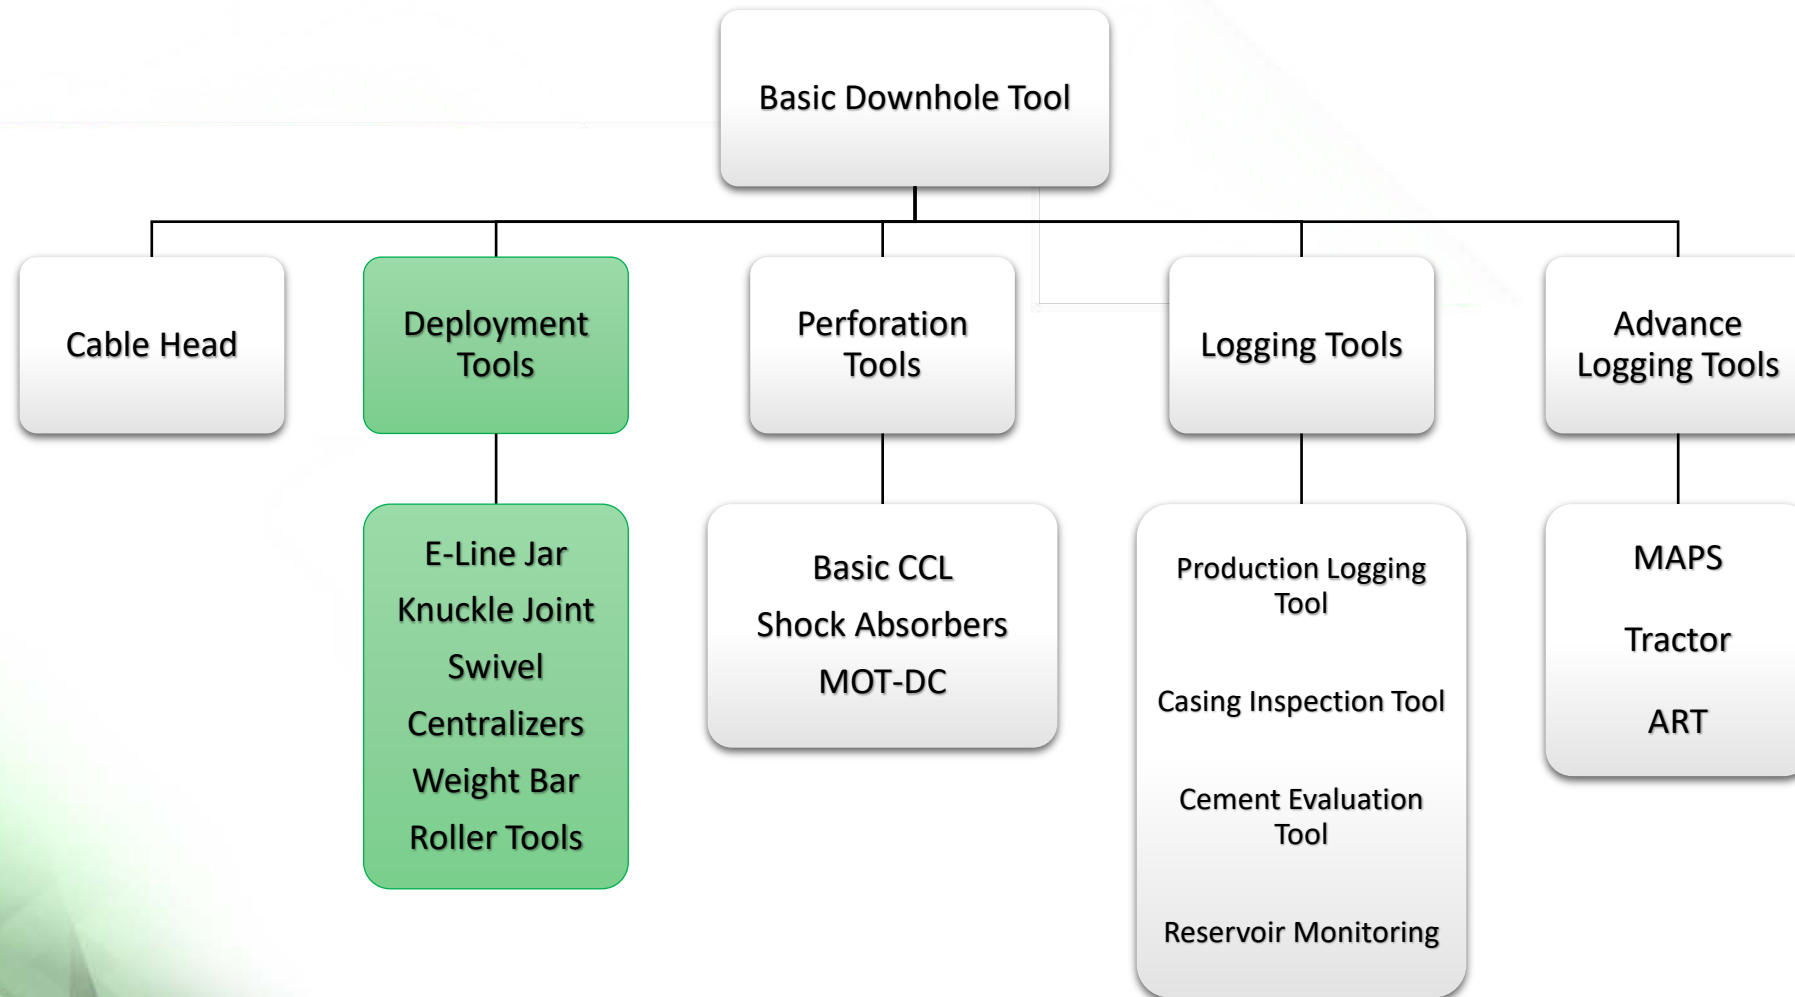 Basic Downhole Tool
Cable Head
Deployment
Tools
Perforation
Tools
Logging Tools
Advance
Logging Tools
E-Line Jar
Knuckle Joint
Swivel
Centralizers
Weight Bar
Roller Tools
Basic CCL
Shock Absorbers
MOT-DC
Production Logging
Tool
Casing Inspection Tool
Cement Evaluation
Tool
Reservoir Monitoring
MAPS
Tractor
ART